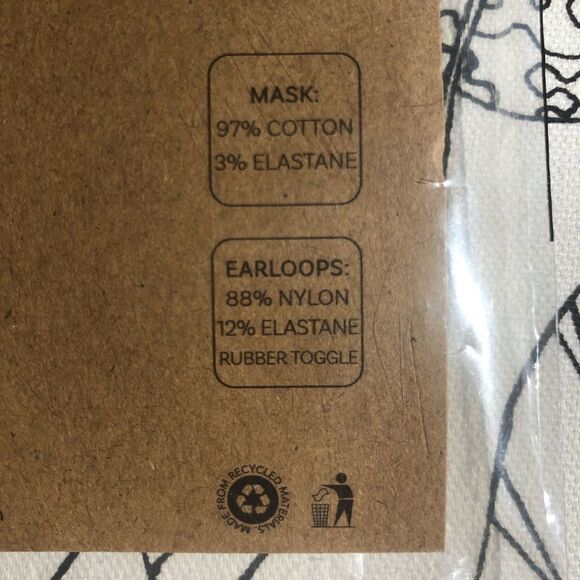 MASK:
97% COTTON
3% ELASTANE
EARLOOPS:
88% NYLON
12% ELASTANE
RUBBER TOGGLE
MADE FROM RECYCLED MATERIALS.